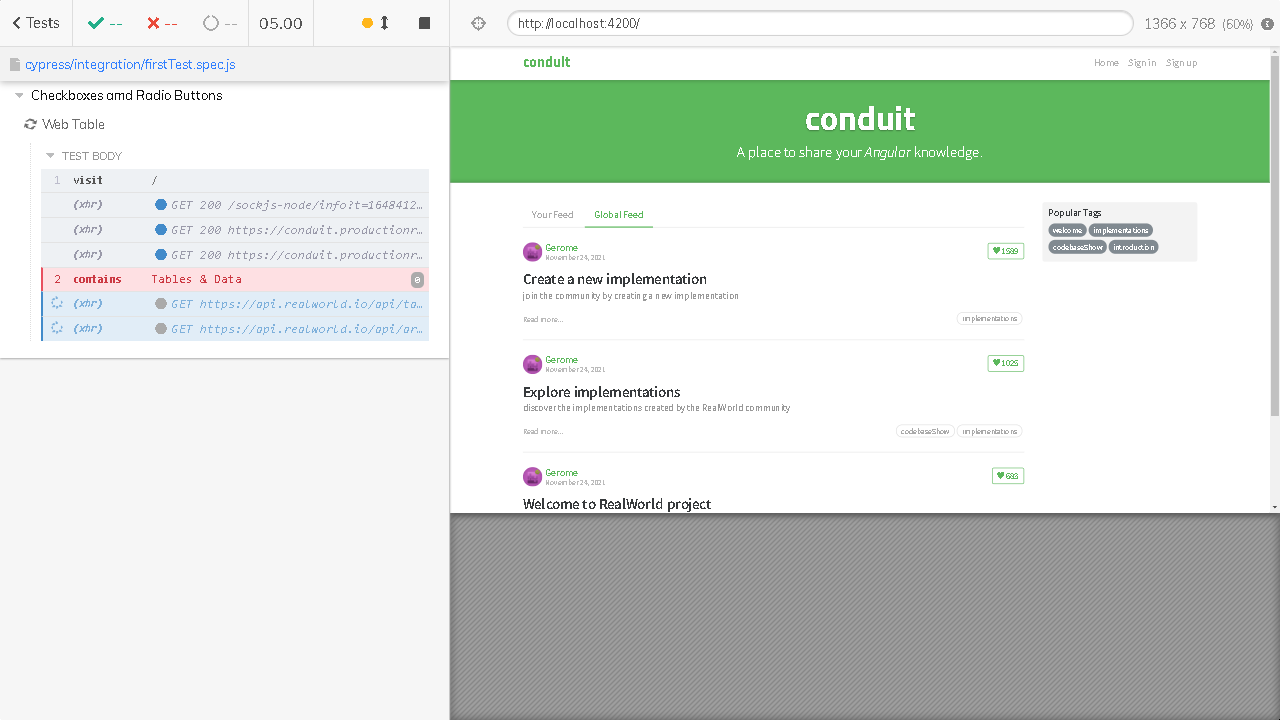 Tests
--
--
--
05.00
http://localhost:4200/
1366 x 768 (60%)
cypress/integration/firstTest.spec.js
Checkboxes amd Radio Buttons
Web Table
TEST BODY
1 visit /
(xhr) GET 200 /sockjs-node/info?t=1648412…
(xhr) GET 200 https://conduit.productionr…
(xhr) GET 200 https://conduit.productionr…
2 contains Tables & Data @
(xhr) GET https://api.realworld.io/api/ta…
(xhr) GET https://api.realworld.io/api/ar…
conduit
Home Sign in Sign up
conduit
A place to share your Angular knowledge.
Your Feed Global Feed
Gerome
November 24, 2021
1589
Create a new implementation
join the community by creating a new implementation
Read more...
implementations
Gerome
November 24, 2021
1025
Explore implementations
discover the implementations created by the RealWorld community
Read more...
codebaseShow implementations
Gerome
November 24, 2021
683
Welcome to RealWorld project
Popular Tags
welcome implementations
codebaseShow introduction